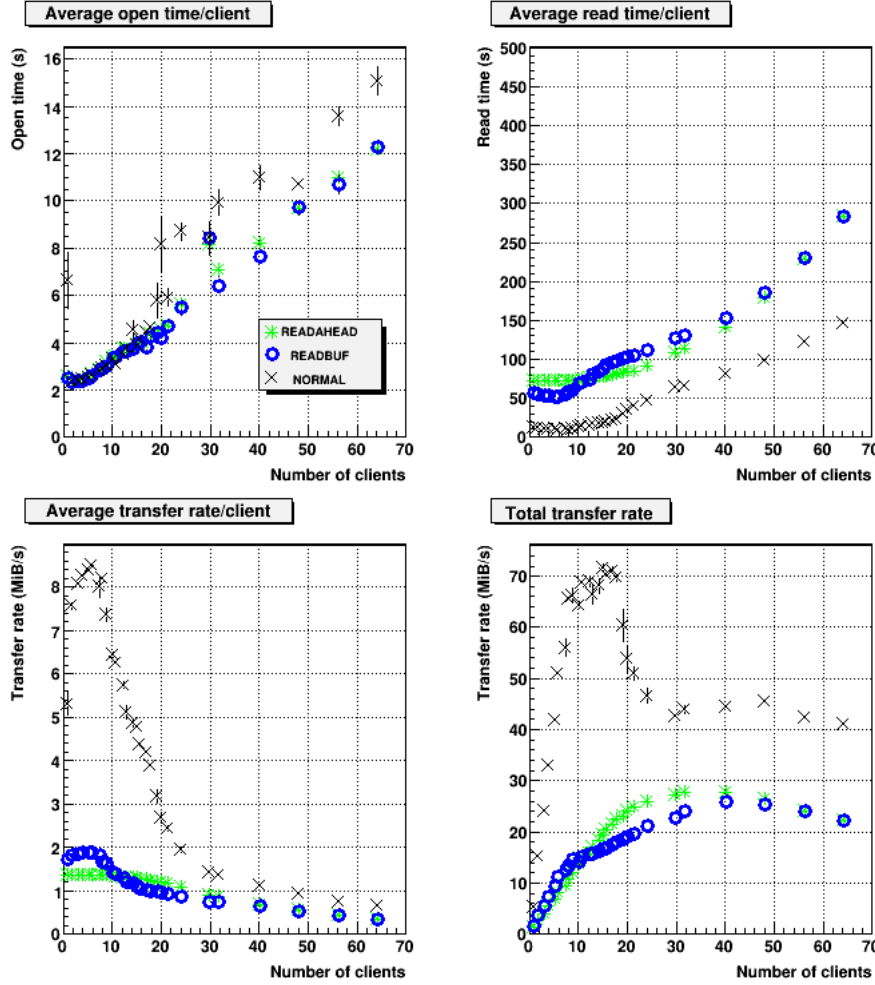 Average open time/client
Open time (s)
16
14
12
10
8
6
4
2
0
0 10 20 30 40 50 60 70
Number of clients
READAHEAD
READBUF
NORMAL
Average read time/client
Read time (s)
500
450
400
350
300
250
200
150
100
50
0
0 10 20 30 40 50 60 70
Number of clients
Average transfer rate/client
Transfer rate (MiB/s)
8
7
6
5
4
3
2
1
0
0 10 20 30 40 50 60 70
Number of clients
Total transfer rate
Transfer rate (MiB/s)
70
60
50
40
30
20
10
0
0 10 20 30 40 50 60 70
Number of clients